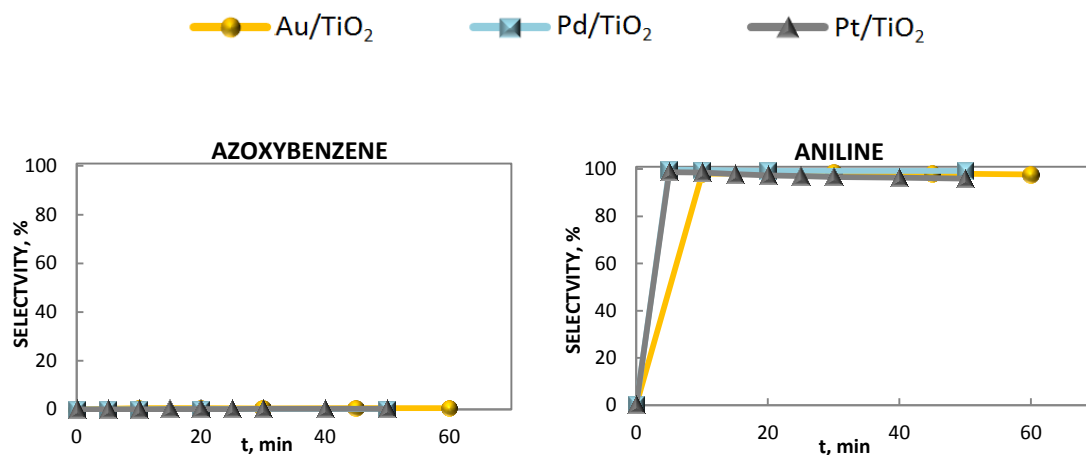 Au/TiO₂ Pd/TiO₂ Pt/TiO₂
AZOXYBENZENE
100
80
60
40
20
0
SELECTVITY, %
0 20 40 60
t, min
ANILINE
100
80
60
40
20
0
SELECTVITY, %
0 20 40 60
t, min